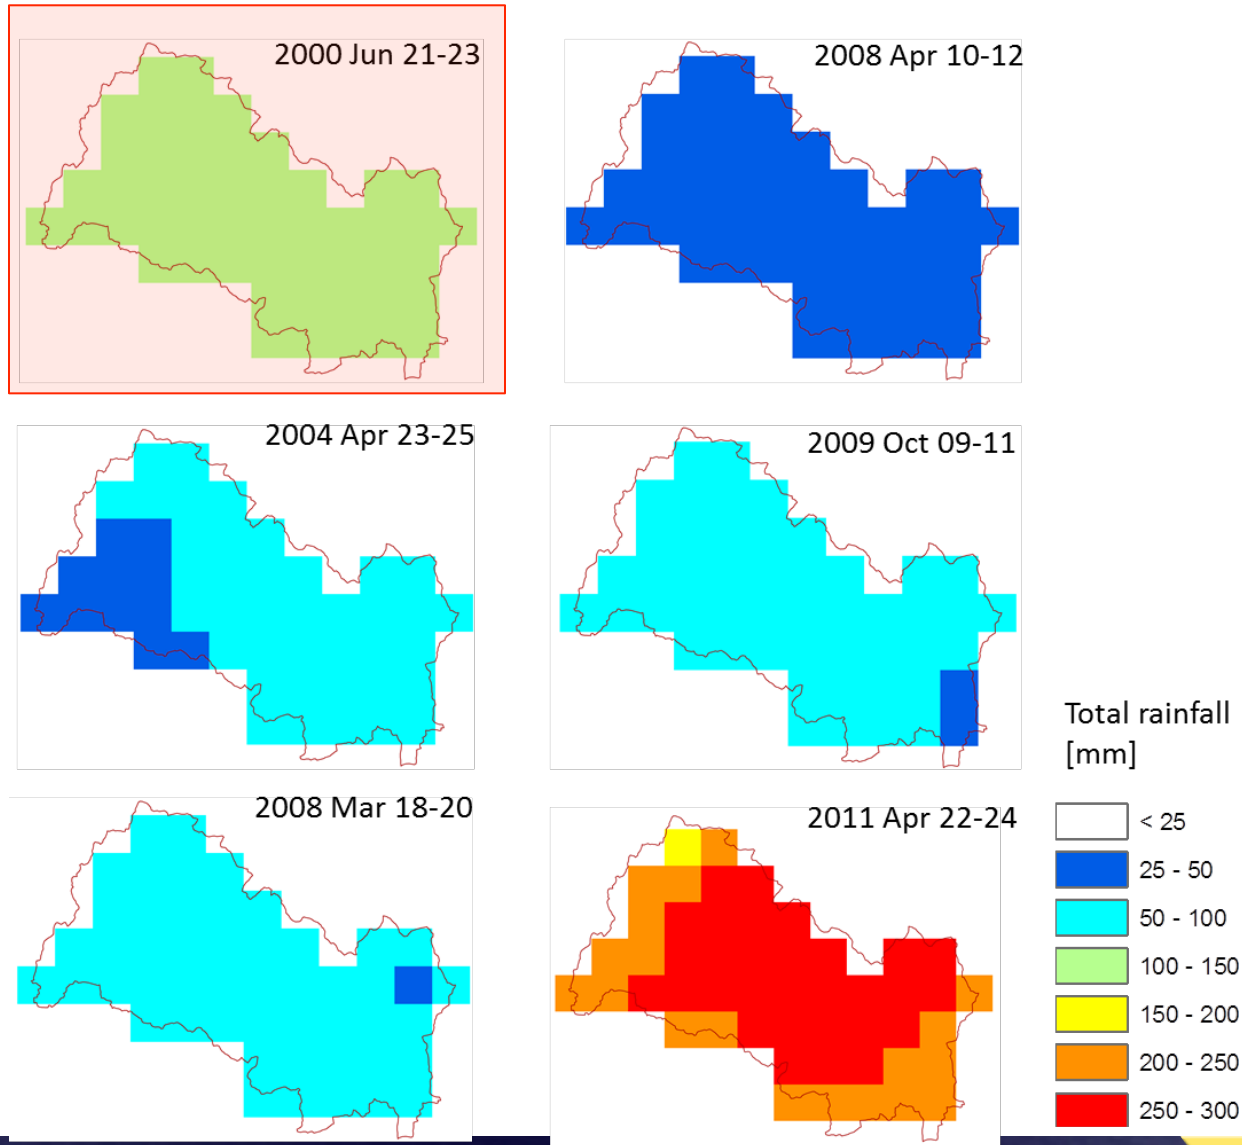 2000 Jun 21-23
2008 Apr 10-12
2004 Apr 23-25
2009 Oct 09-11
2008 Mar 18-20
2011 Apr 22-24
Total rainfall
[mm]
< 25
25 - 50
50 - 100
100 - 150
150 - 200
200 - 250
250 - 300